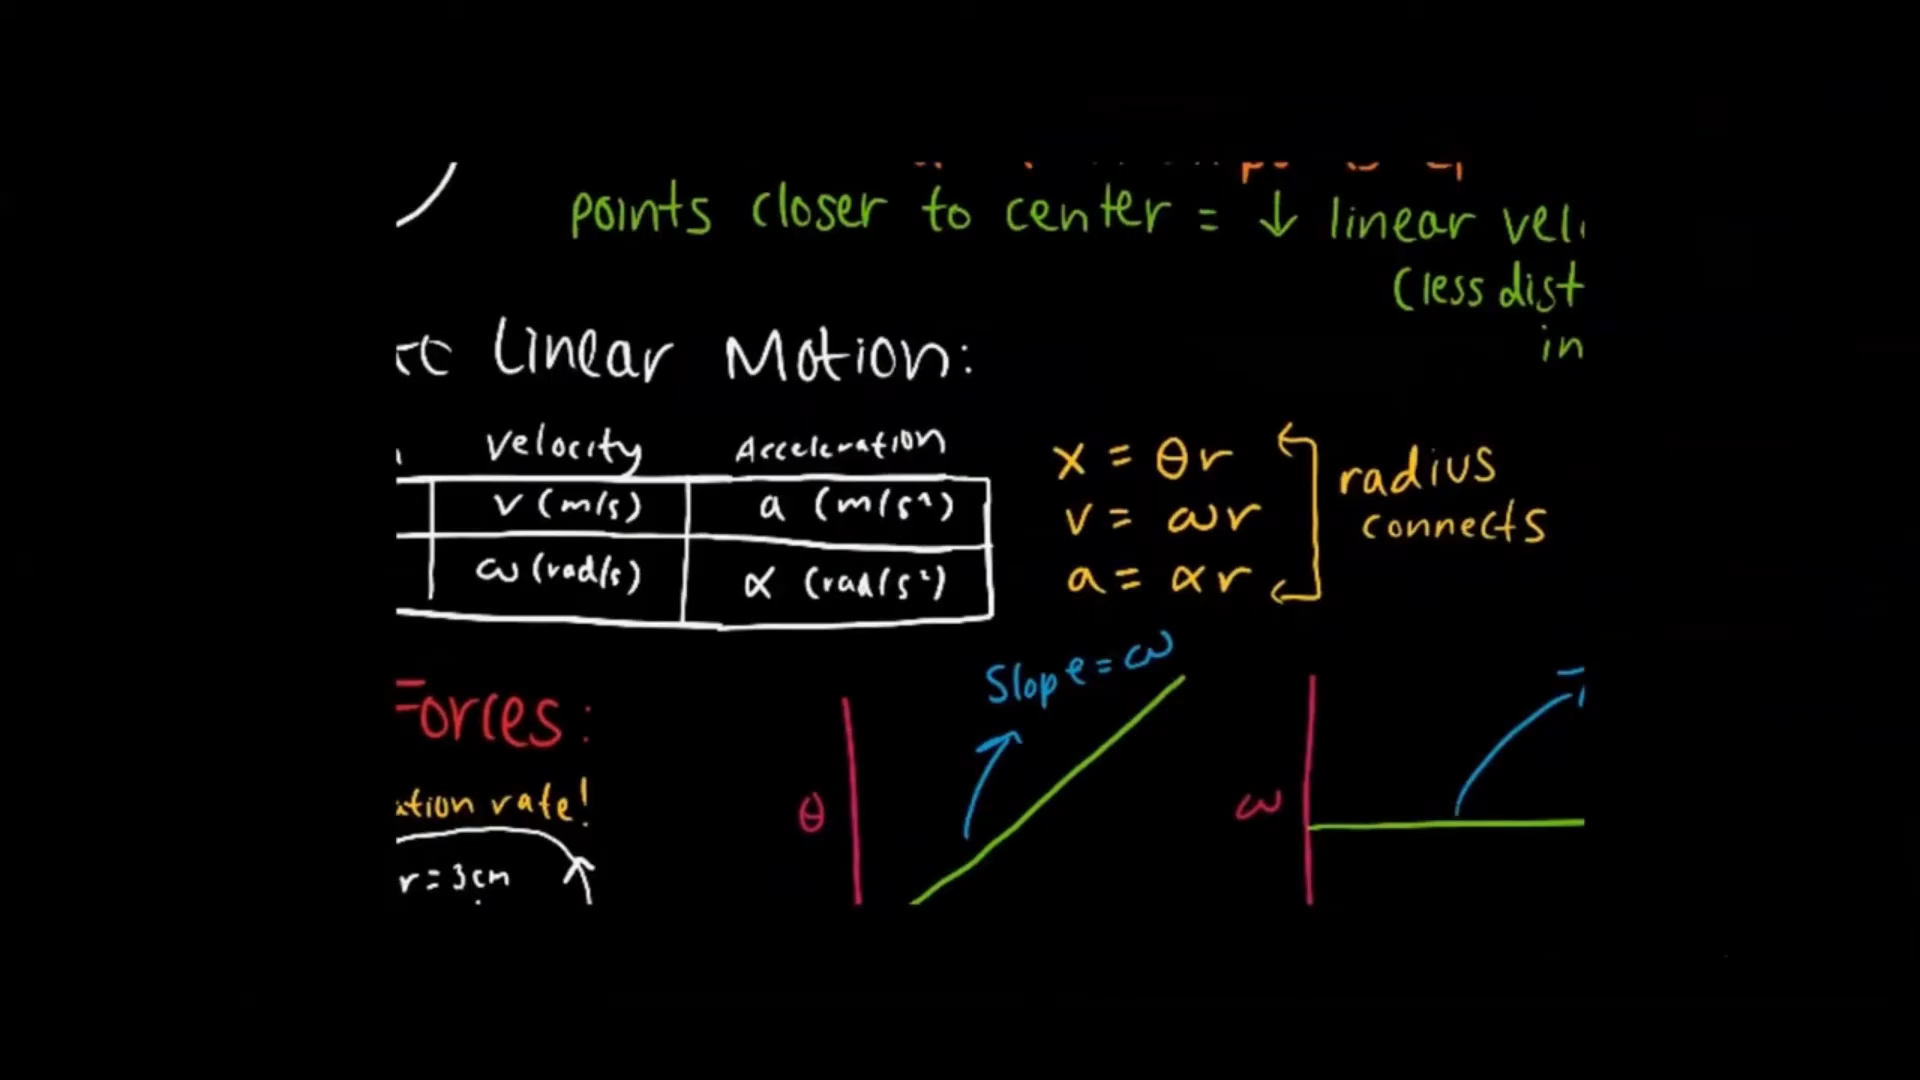 points closer to center = ↓ linear vel
(less dist
in
Linear Motion:
Velocity Acceleration
v (m/s) a (m/s²)
ω (rad/s) α (rad/s²)
x = θr
v = ωr
a = αr
radius
connects
Forces:
ation rate!
r = 3cm
Slope = ω
θ
ω